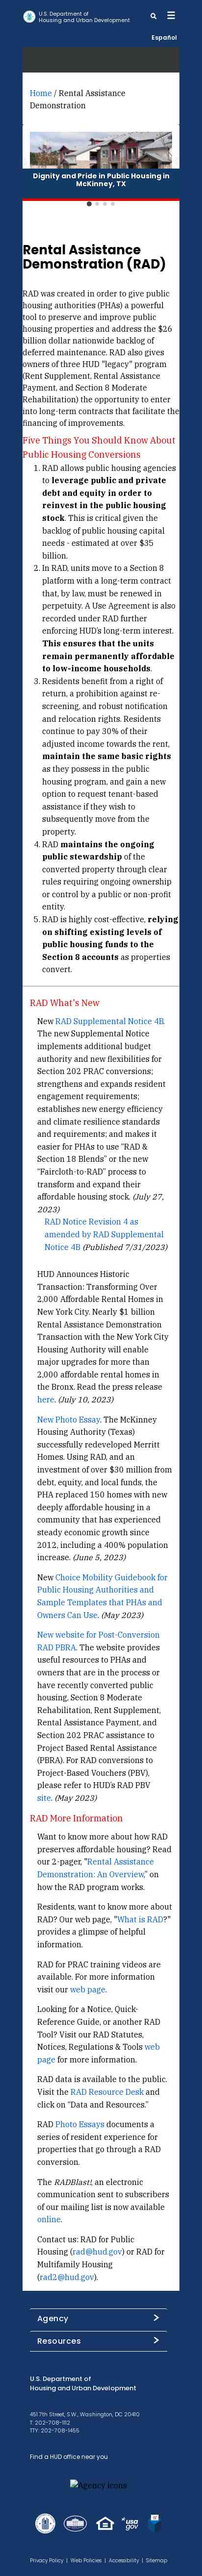 U.S. Department of
Housing and Urban Development
Español
Home / Rental Assistance
Demonstration
Dignity and Pride in Public Housing in
McKinney, TX
Rental Assistance
Demonstration (RAD)
RAD was created in order to give public
housing authorities (PHAs) a powerful
tool to preserve and improve public
housing properties and address the $26
billion dollar nationwide backlog of
deferred maintenance. RAD also gives
owners of three HUD "legacy" program
(Rent Supplement, Rental Assistance
Payment, and Section 8 Moderate
Rehabilitation) the opportunity to enter
into long-term contracts that facilitate the
financing of improvements.
Five Things You Should Know About
Public Housing Conversions
1. RAD allows public housing agencies
to leverage public and private
debt and equity in order to
reinvest in the public housing
stock. This is critical given the
backlog of public housing capital
needs - estimated at over $35
billion.
2. In RAD, units move to a Section 8
platform with a long-term contract
that, by law, must be renewed in
perpetuity. A Use Agreement is also
recorded under RAD further
enforcing HUD's long-term interest.
This ensures that the units
remain permanently affordable
to low-income households.
3. Residents benefit from a right of
return, a prohibition against re-
screening, and robust notification
and relocation rights. Residents
continue to pay 30% of their
adjusted income towards the rent,
maintain the same basic rights
as they possess in the public
housing program, and gain a new
option to request tenant-based
assistance if they wish to
subsequently move from the
property.
4. RAD maintains the ongoing
public stewardship of the
converted property through clear
rules requiring ongoing ownership
or control by a public or non-profit
entity.
5. RAD is highly cost-effective, relying
on shifting existing levels of
public housing funds to the
Section 8 accounts as properties
convert.
RAD What's New
New RAD Supplemental Notice 4B.
The new Supplemental Notice
implements additional budget
authority and new flexibilities for
Section 202 PRAC conversions;
strengthens and expands resident
engagement requirements;
establishes new energy efficiency
and climate resilience standards
and requirements; and makes it
easier for PHAs to use “RAD &
Section 18 Blends” or the new
“Faircloth-to-RAD” process to
transform and expand their
affordable housing stock. (July 27,
2023)
RAD Notice Revision 4 as
amended by RAD Supplemental
Notice 4B (Published 7/31/2023)
HUD Announces Historic
Transaction: Transforming Over
2,000 Affordable Rental Homes in
New York City, Nearly $1 billion
Rental Assistance Demonstration
Transaction with the New York City
Housing Authority will enable
major upgrades for more than
2,000 affordable rental homes in
the Bronx. Read the press release
here. (July 10, 2023)
New Photo Essay. The McKinney
Housing Authority (Texas)
successfully redeveloped Merritt
Homes. Using RAD, and an
investment of over $30 million from
debt, equity, and local funds, the
PHA replaced 150 homes with new
energy efficient, affordable, deeply
affordable housing in a
community that has experienced
steady economic growth since
2012, including a 400% population
increase. (June 5, 2023)
New Choice Mobility Guidebook for
Public Housing Authorities and
Sample Templates that PHAs and
Owners Can Use. (May 2023)
New website for Post-Conversion
RAD PBRA. The website provides
useful resources to PHAs and
owners that are in the process or
have recently converted public
housing, Section 8 Moderate
Rehabilitation, Rent Supplement,
Rental Assistance Payment, and
Section 202 PRAC assistance to
Project Based Rental Assistance
(PBRA). For RAD conversions to
Project-Based Vouchers (PBV),
please refer to HUD's RAD PBV
site. (May 2023)
RAD More Information
Want to know more about how RAD
preserves affordable housing? Read
our 2-pager, "Rental Assistance
Demonstration: An Overview," on
how the RAD program works.
Residents, want to know more about
RAD? Our web page, "What is RAD?"
provides a glimpse of helpful
information.
RAD for PRAC training videos are
available. For more information
visit our web page.
Looking for a Notice, Quick-
Reference Guide, or another RAD
Tool? Visit our RAD Statutes,
Notices, Regulations & Tools web
page for more information.
RAD data is available to the public.
Visit the RAD Resource Desk and
click on “Data and Resources.”
RAD Photo Essays documents a
series of resident experience for
properties that go through a RAD
conversion.
The RADBlast!, an electronic
communication sent to subscribers
of our mailing list is now available
online.
Contact us: RAD for Public
Housing (rad@hud.gov) or RAD for
Multifamily Housing
(rad2@hud.gov).
Agency
Resources
U.S. Department of
Housing and Urban Development
451 7th Street, S.W., Washington, DC 20410
T: 202-708-1112
TTY: 202-708-1455
Find a HUD office near you
Agency icons
usa
gov
Privacy Policy | Web Policies | Accessibility | Sitemap